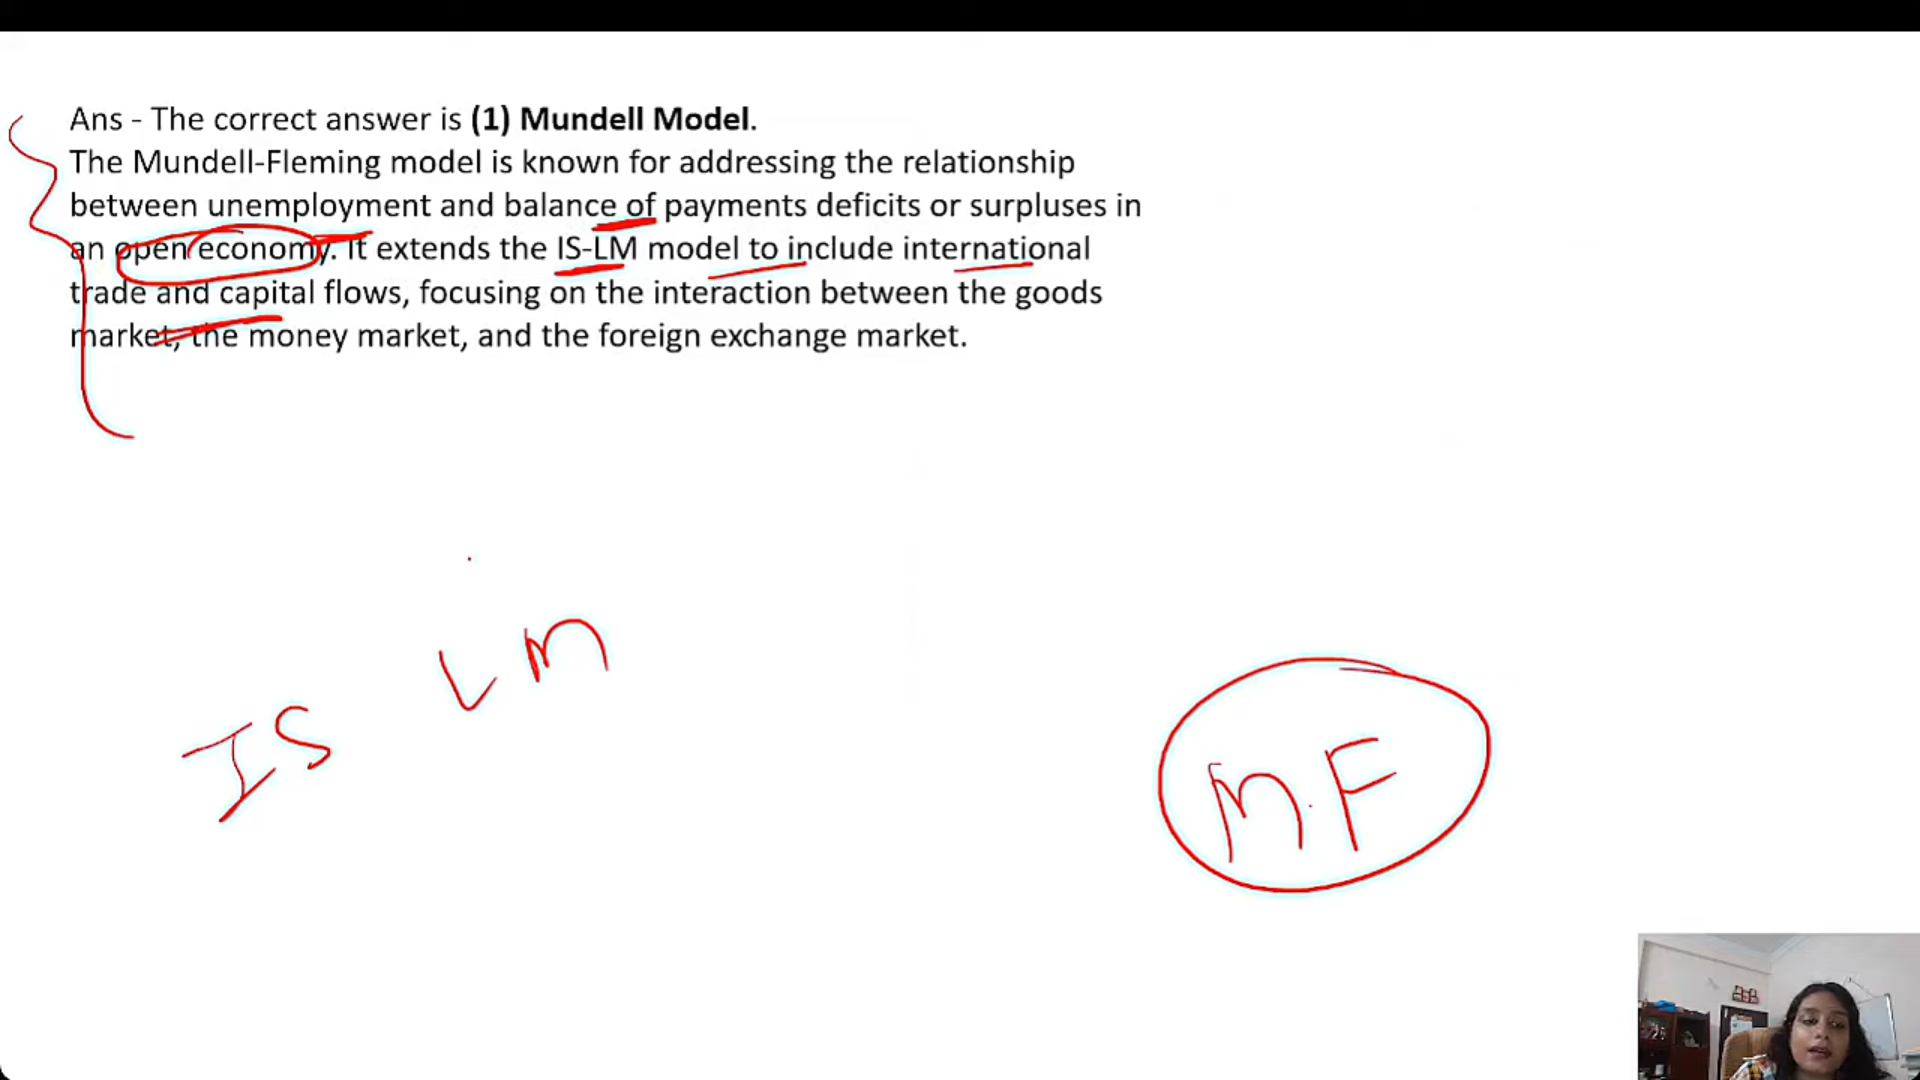 Ans - The correct answer is (1) Mundell Model.
The Mundell-Fleming model is known for addressing the relationship
between unemployment and balance of payments deficits or surpluses in
an open economy. It extends the IS-LM model to include international
trade and capital flows, focusing on the interaction between the goods
market, the money market, and the foreign exchange market.
IS LM
M.F